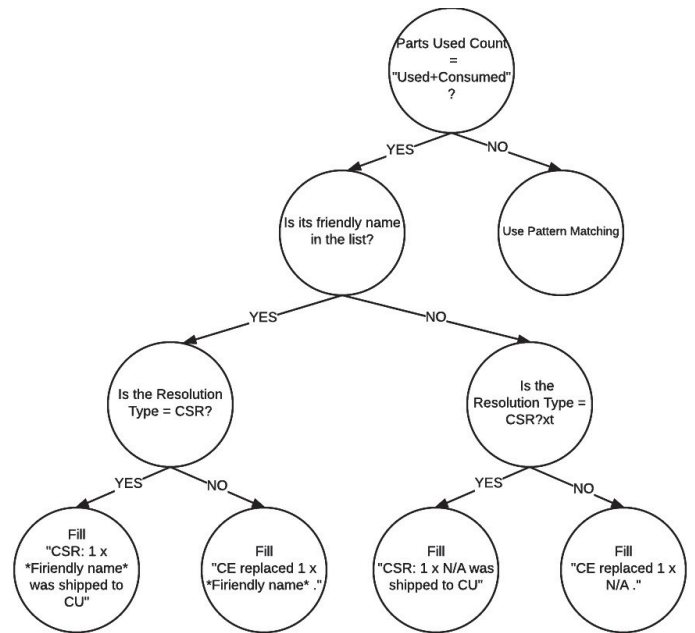 Parts Used Count
=
"Used+Consumed"
?
YES
NO
Is its friendly name
in the list?
Use Pattern Matching
YES
NO
Is the Resolution
Type = CSR?
Is the
Resolution Type =
CSR?xt
YES
NO
YES
NO
Fill
"CSR: 1 x
*Firiendly name*
was shipped to
CU"
Fill
"CE replaced 1 x
*Firiendly name* ."
Fill
"CSR: 1 x N/A was
shipped to CU"
Fill
"CE replaced 1 x
N/A ."